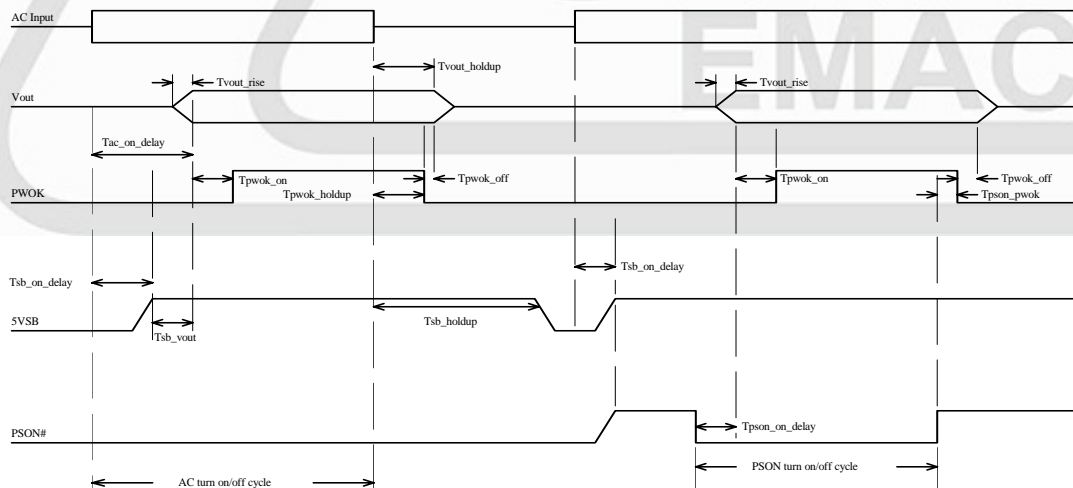 AC Input
EMAC
Tvout_holdup
Tvout_rise
Tvout_rise
Vout
Tac_on_delay
Tpwok_on
Tpwok_off
Tpwok_on
Tpwok_off
PWOK
Tpwok_holdup
Tpson_pwok
Tsb_on_delay
Tsb_on_delay
5VSB
Tsb_vout
Tsb_holdup
PSON#
Tpson_on_delay
AC turn on/off cycle
PSON turn on/off cycle